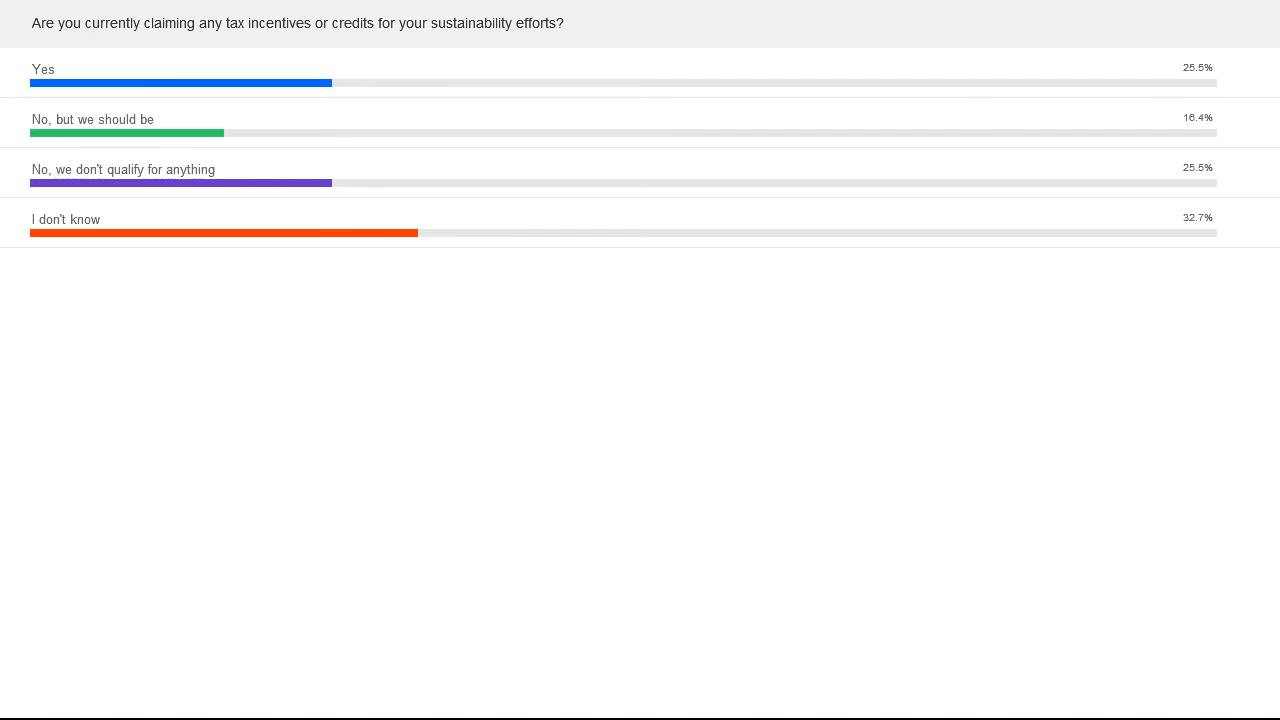 Are you currently claiming any tax incentives or credits for your sustainability efforts?
Yes 25.5%
No, but we should be 16.4%
No, we don't qualify for anything 25.5%
I don't know 32.7%